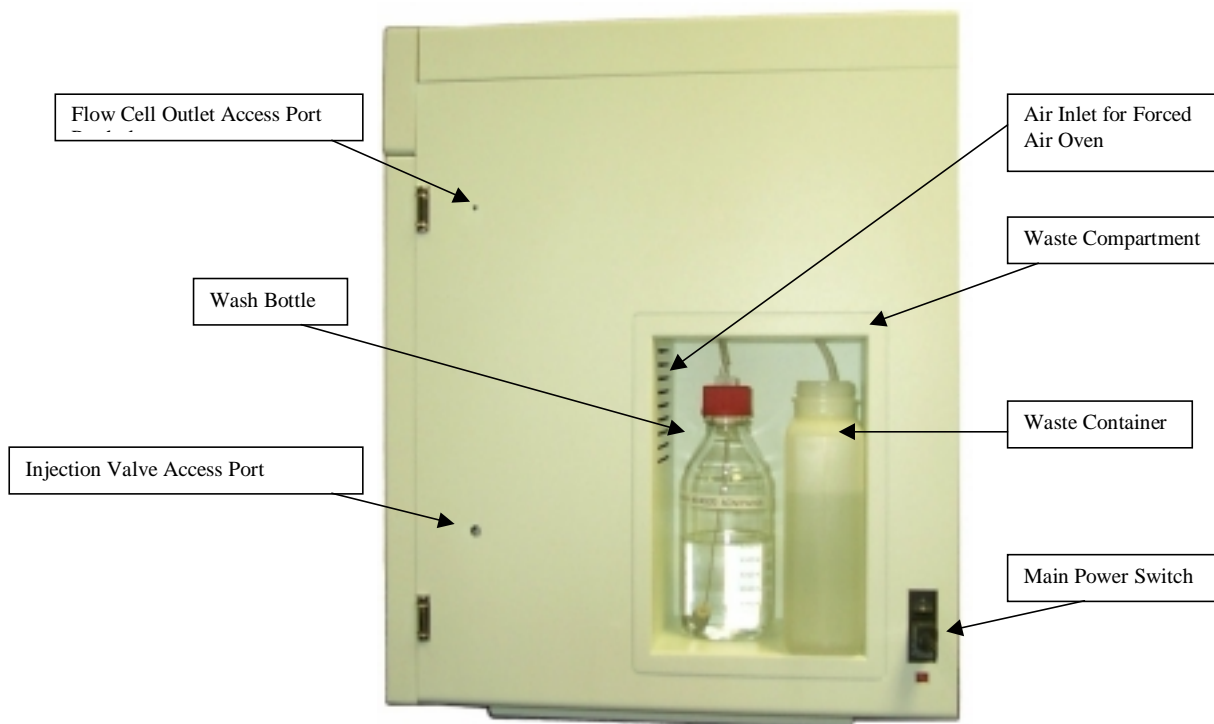 Flow Cell Outlet Access Port
Air Inlet for Forced
Air Oven
Waste Compartment
Wash Bottle
Waste Container
Injection Valve Access Port
Main Power Switch